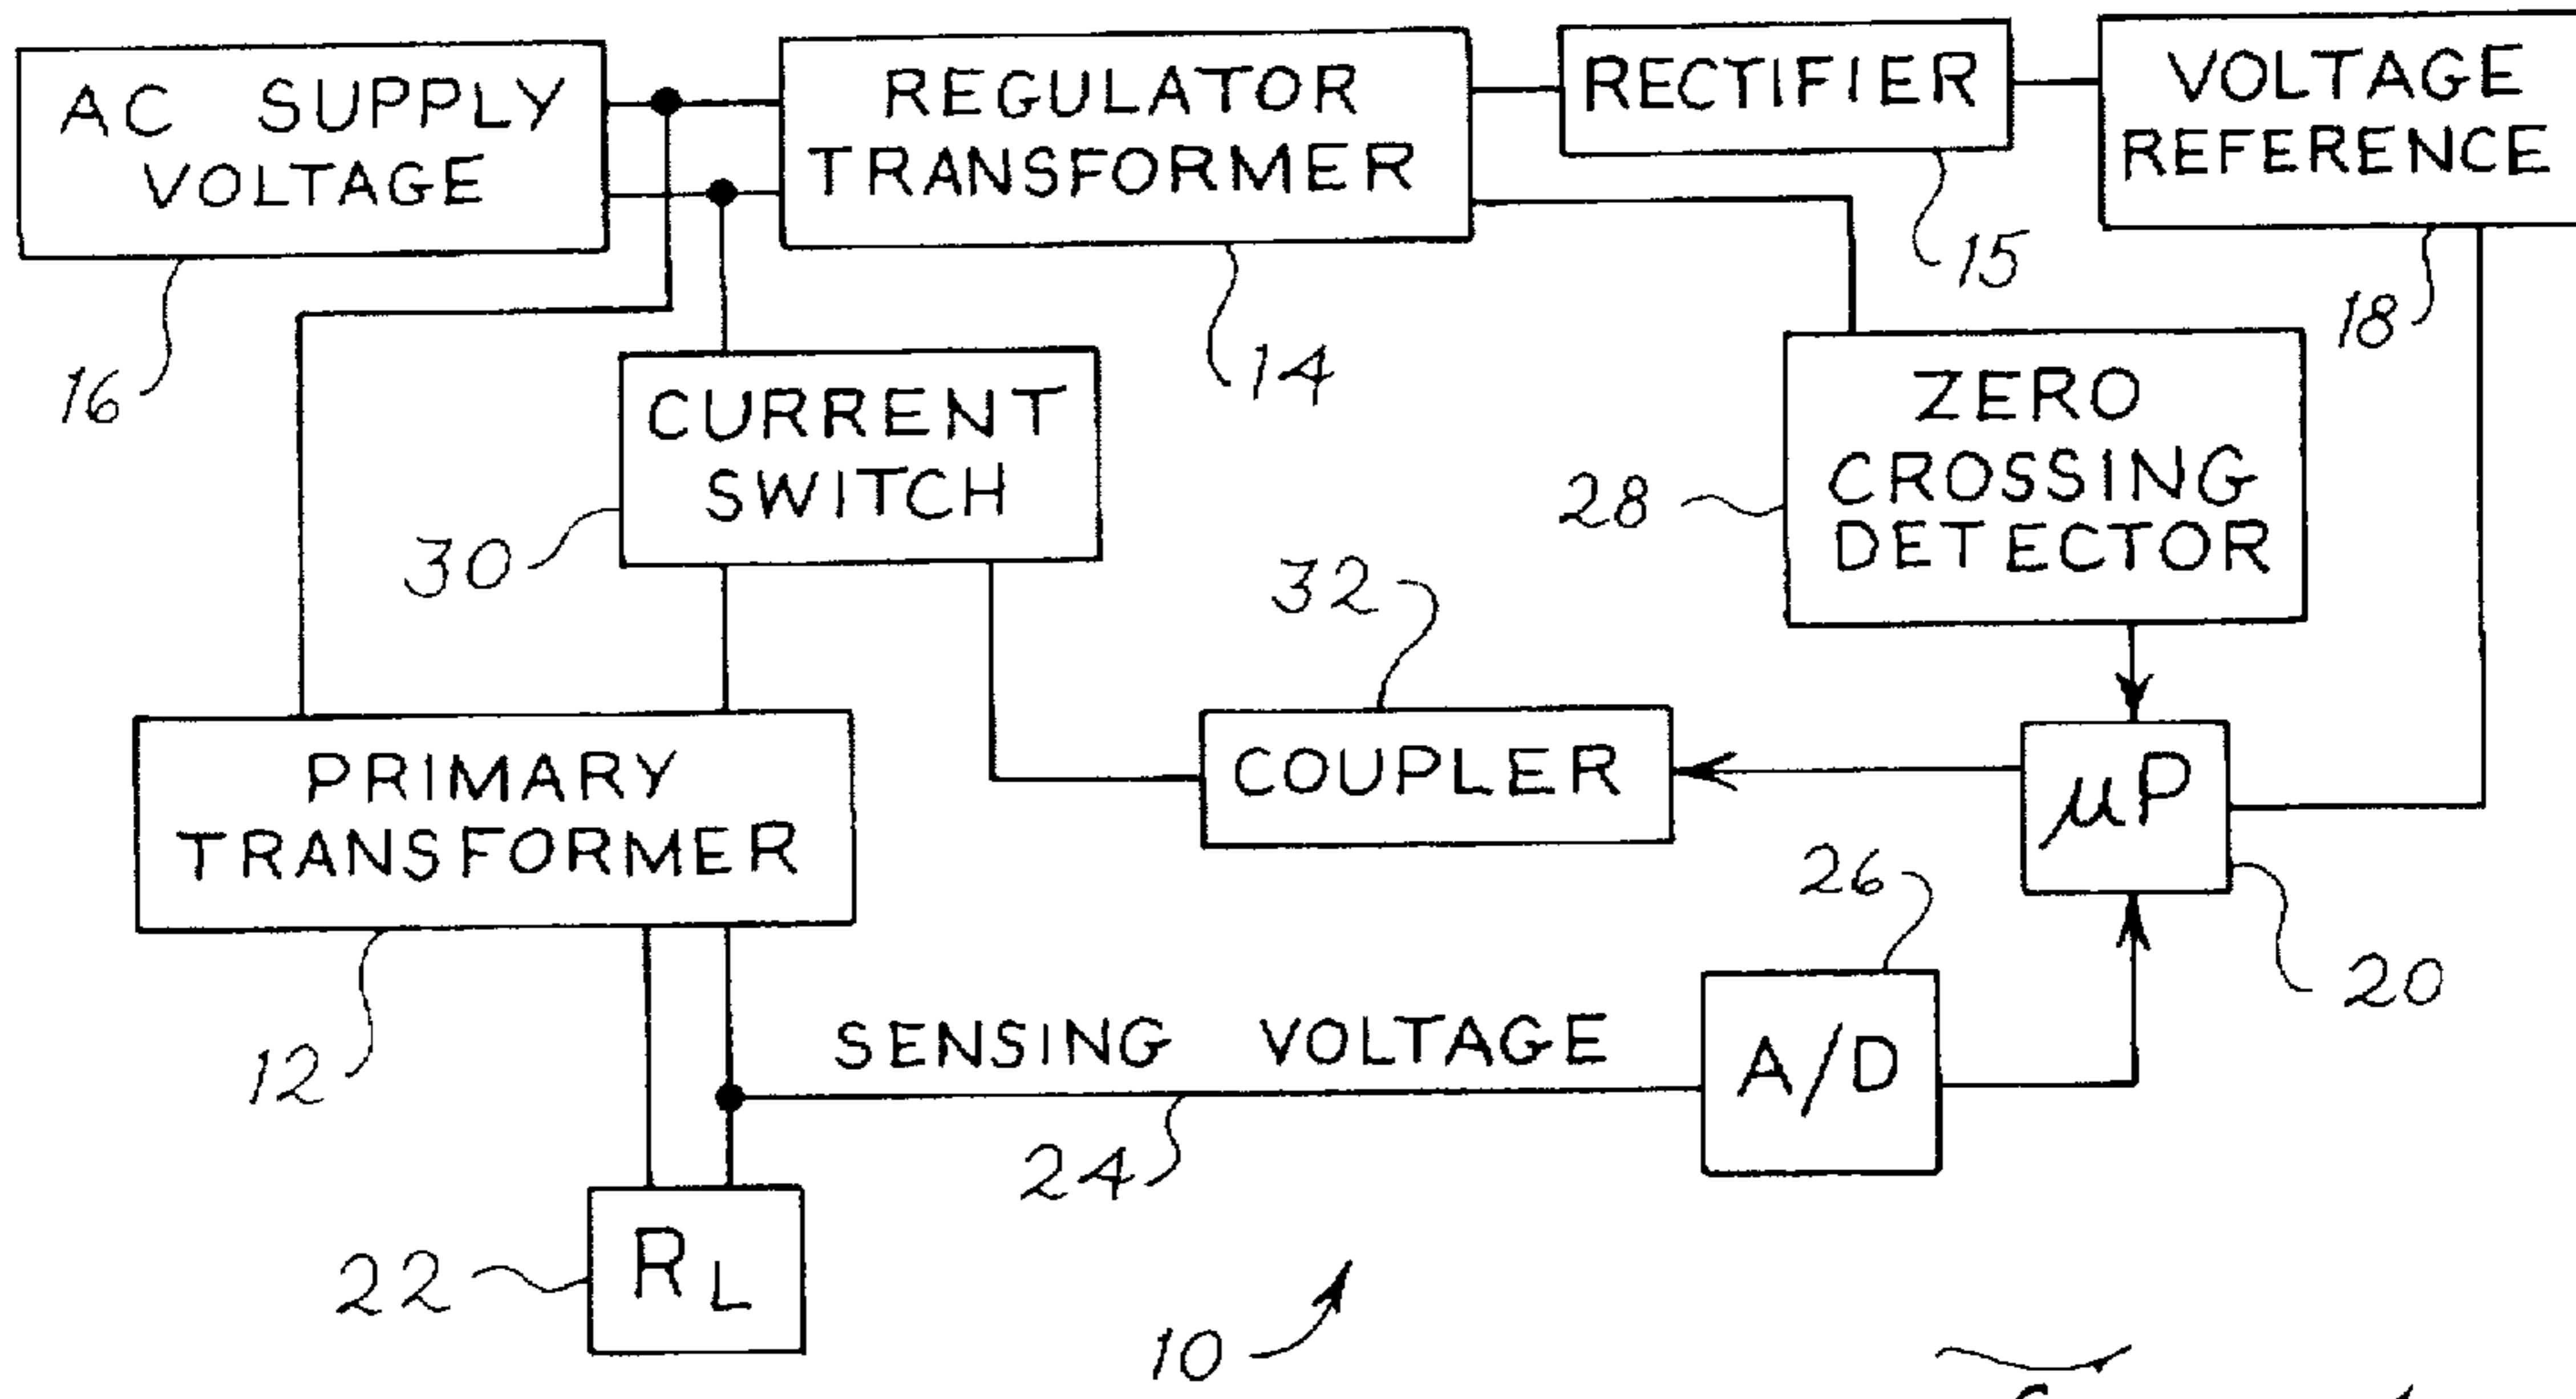 AC SUPPLY
VOLTAGE
REGULATOR
TRANSFORMER
RECTIFIER
VOLTAGE
REFERENCE
16
14
15
18
CURRENT
SWITCH
30
ZERO
CROSSING
DETECTOR
28
32
PRIMARY
TRANSFORMER
COUPLER
µP
26
20
12
SENSING VOLTAGE
A/D
24
22
RL
10